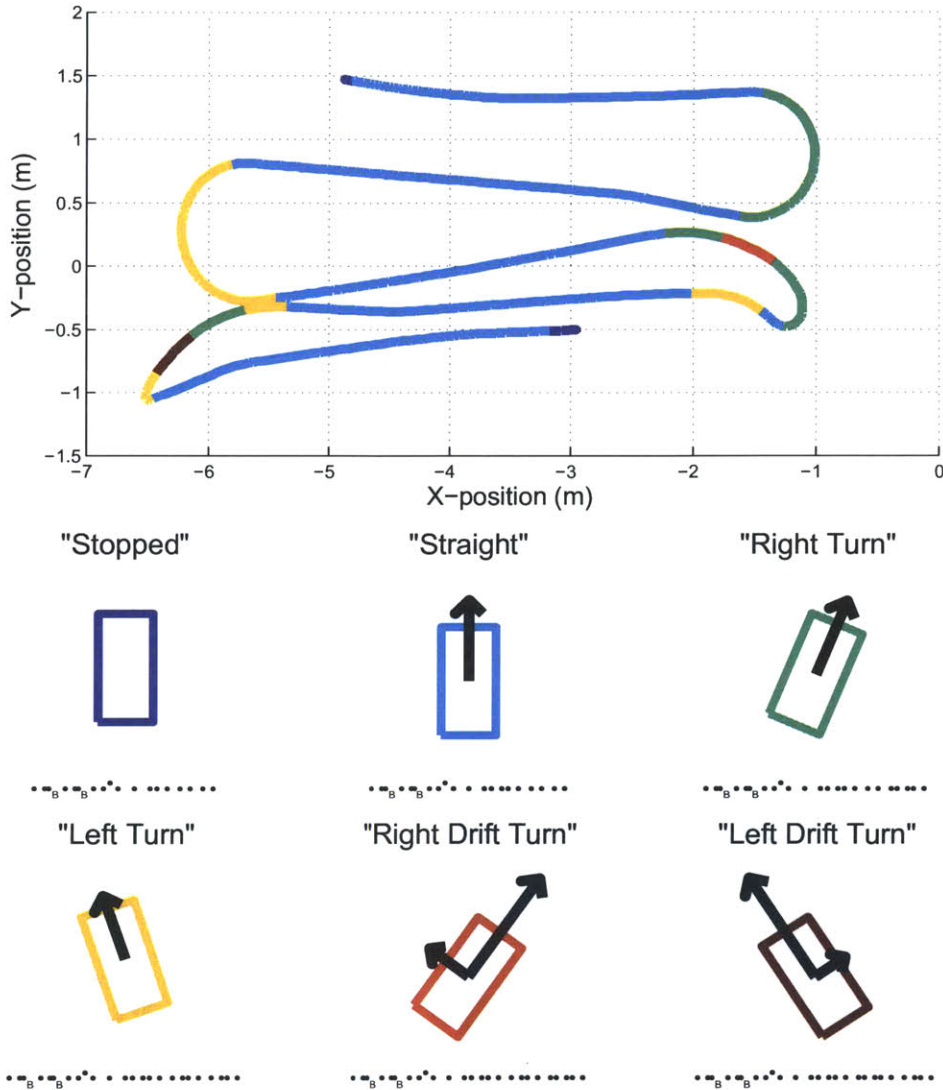 2
1.5
1
0.5
0
−0.5
−1
−1.5
Y−position (m)
−7 −6 −5 −4 −3 −2 −1 0
X−position (m)
"Stopped" "Straight" "Right Turn"
B B B B B B
"Left Turn" "Right Drift Turn" "Left Drift Turn"
B B B B B B